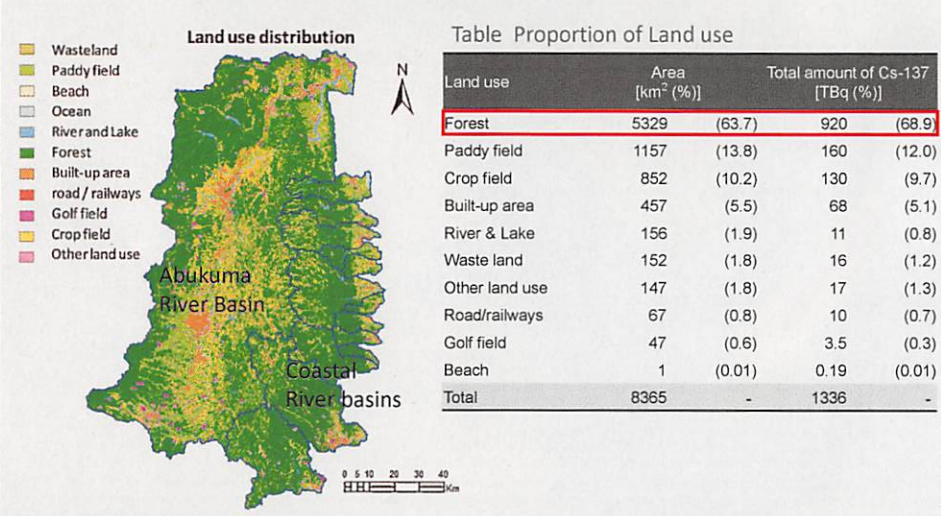 Land use distribution
Wasteland
Paddy field
Beach
Ocean
River and Lake
Forest
Built-up area
road / railways
Golf field
Crop field
Other land use
N
Abukuma
River Basin
Coastal
River basins
0 5 10 20 30 40
Km
Table Proportion of Land use
Land use Area [km² (%)] Total amount of Cs-137 [TBq (%)]
Forest 5329 (63.7) 920 (68.9)
Paddy field 1157 (13.8) 160 (12.0)
Crop field 852 (10.2) 130 (9.7)
Built-up area 457 (5.5) 68 (5.1)
River & Lake 156 (1.9) 11 (0.8)
Waste land 152 (1.8) 16 (1.2)
Other land use 147 (1.8) 17 (1.3)
Road/railways 67 (0.8) 10 (0.7)
Golf field 47 (0.6) 3.5 (0.3)
Beach 1 (0.01) 0.19 (0.01)
Total 8365 - 1336 -